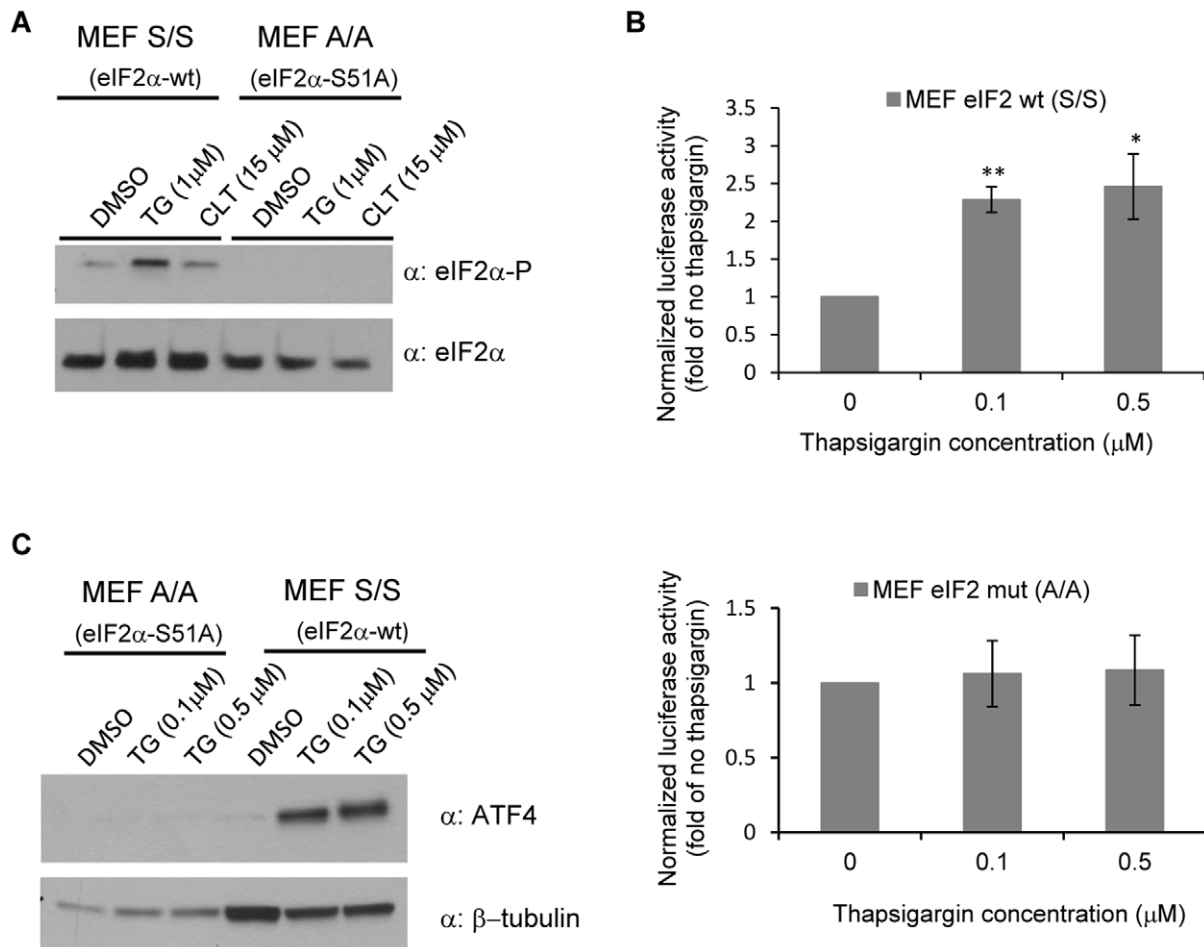 A
MEF S/S
(eIF2α-wt)
MEF A/A
(eIF2α-S51A)
DMSO
TG (1μM)
CLT (15 μM)
DMSO
TG (1μM)
CLT (15 μM)
α: eIF2α-P
α: eIF2α
B
MEF eIF2 wt (S/S)
Normalized luciferase activity
(fold of no thapsigargin)
3.5
3
2.5
2
1
0.5
0
**
*
0
0.1
0.5
Thapsigargin concentration (μM)
C
MEF A/A
(eIF2α-S51A)
MEF S/S
(eIF2α-wt)
DMSO
TG (0.1μM)
TG (0.5 μM)
DMSO
TG (0.1μM)
TG (0.5 μM)
α: ATF4
α: β–tubulin
MEF eIF2 mut (A/A)
Normalized luciferase activity
(fold of no thapsigargin)
1.5
1
0.5
0
0
0.1
0.5
Thapsigargin concentration (μM)